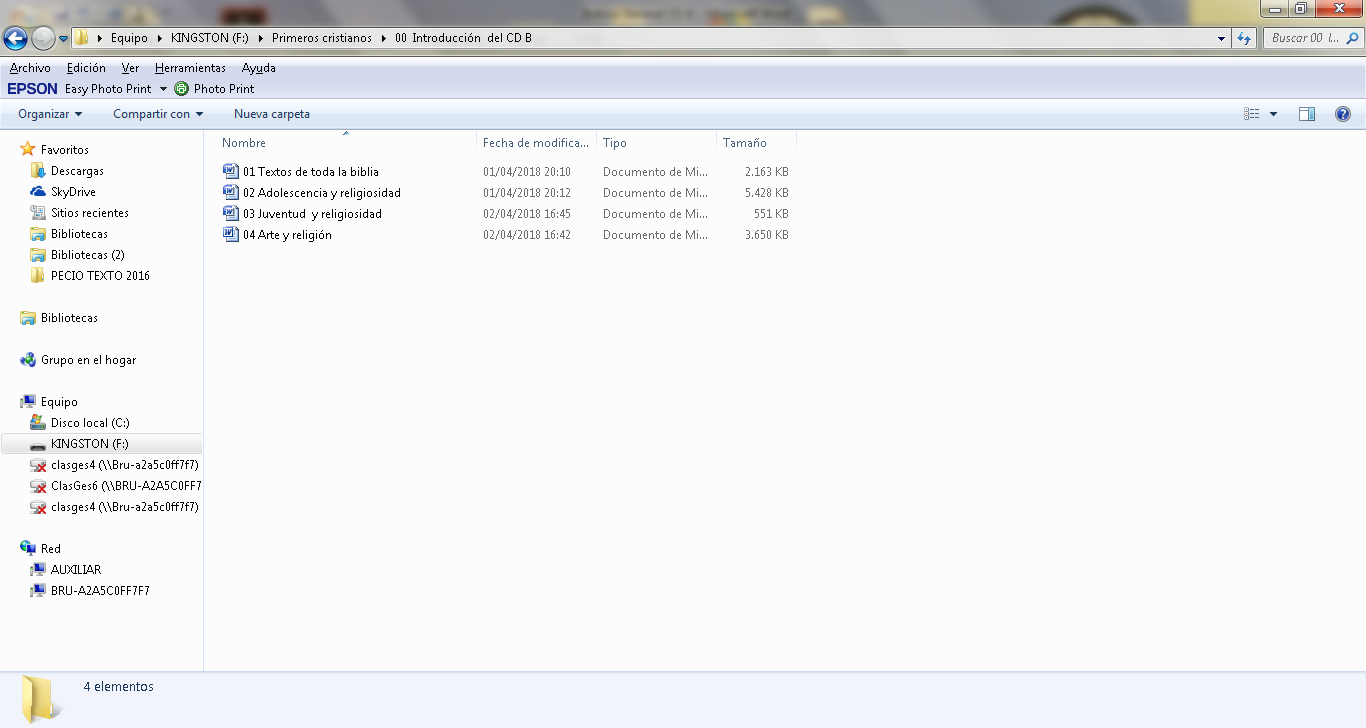 Equipo KINGSTON (F:) Primeros cristianos 00 Introducción del CD B
Buscar 00 I...
Archivo Edición Ver Herramientas Ayuda
EPSON Easy Photo Print Photo Print
Organizar Compartir con Nueva carpeta
Nombre Fecha de modifica... Tipo Tamaño
01 Textos de toda la biblia 01/04/2018 20:10 Documento de Mi... 2.163 KB
02 Adolescencia y religiosidad 01/04/2018 20:12 Documento de Mi... 5.428 KB
03 Juventud y religiosidad 02/04/2018 16:45 Documento de Mi... 551 KB
04 Arte y religión 02/04/2018 16:42 Documento de Mi... 3.650 KB
Favoritos
Descargas
SkyDrive
Sitios recientes
Bibliotecas
Bibliotecas (2)
PECIO TEXTO 2016
Bibliotecas
Grupo en el hogar
Equipo
Disco local (C:)
KINGSTON (F:)
clasges4 (\\Bru-a2a5c0ff7f7)
ClasGes6 (\\BRU-A2A5C0FF7
clasges4 (\\Bru-a2a5c0ff7f7)
Red
AUXILIAR
BRU-A2A5C0FF7F7
4 elementos